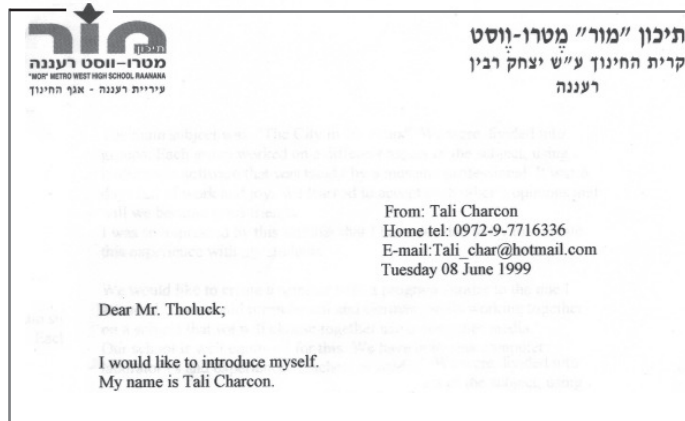 מור
תיכון
מטרו-ווסט רעננה
"MOR" METRO WEST HIGH SCHOOL RAANANA
עיריית רעננה - אגף החינוך
תיכון "מור" מֶטרו-וֶוסט
קרית החינוך ע"ש יצחק רבין
רעננה
From: Tali Charcon
Home tel: 0972-9-7716336
E-mail:Tali_char@hotmail.com
Tuesday 08 June 1999
Dear Mr. Tholuck;
I would like to introduce myself.
My name is Tali Charcon.